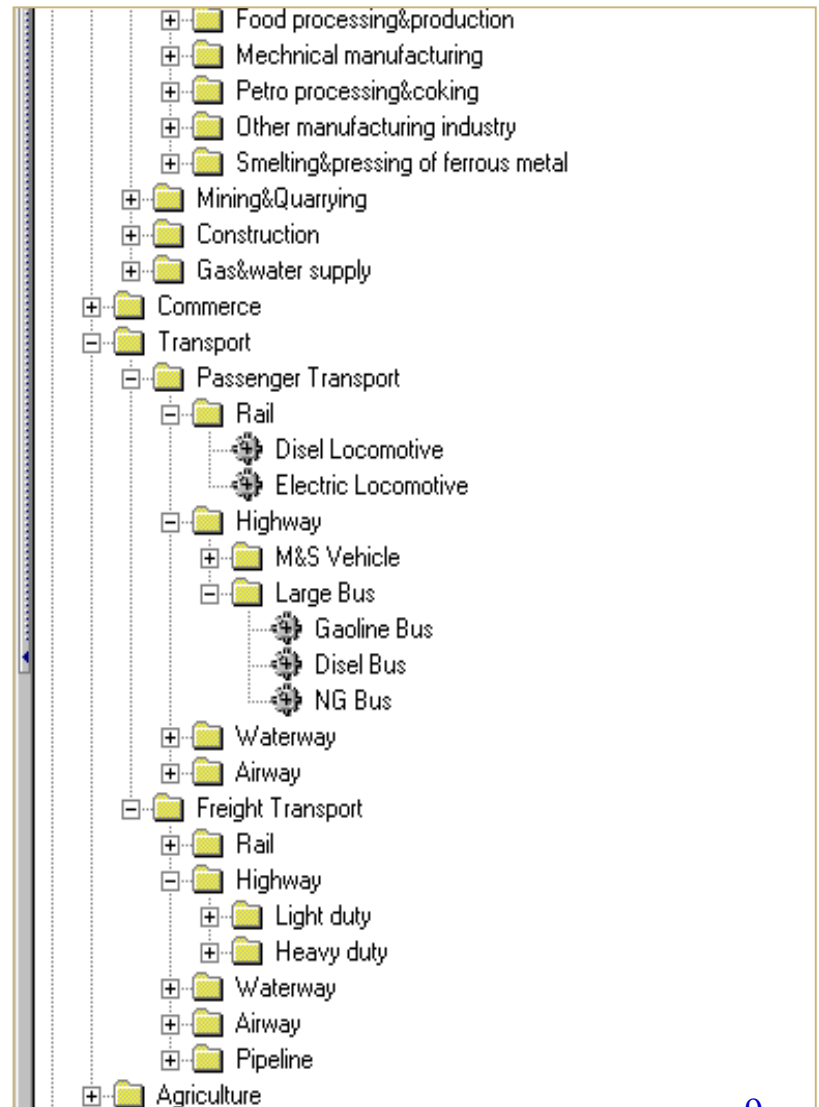 Food processing&production
Mechnical manufacturing
Petro processing&coking
Other manufacturing industry
Smelting&pressing of ferrous metal
Mining&Quarrying
Construction
Gas&water supply
Commerce
Transport
Passenger Transport
Rail
Disel Locomotive
Electric Locomotive
Highway
M&S Vehicle
Large Bus
Gaoline Bus
Disel Bus
NG Bus
Waterway
Airway
Freight Transport
Rail
Highway
Light duty
Heavy duty
Waterway
Airway
Pipeline
Agriculture